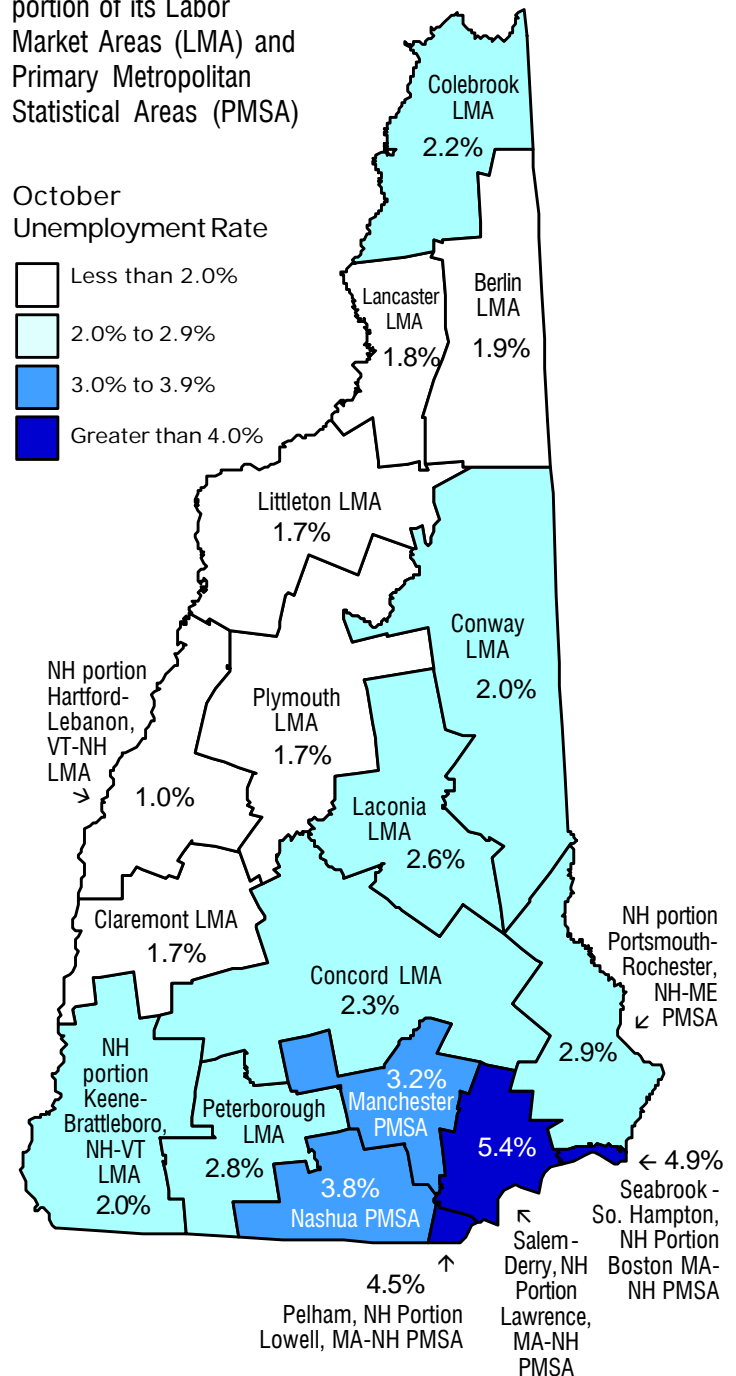 portion of its Labor
Market Areas (LMA) and
Primary Metropolitan
Statistical Areas (PMSA)
October
Unemployment Rate
Less than 2.0%
2.0% to 2.9%
3.0% to 3.9%
Greater than 4.0%
Colebrook
LMA
2.2%
Lancaster
LMA
1.8%
Berlin
LMA
1.9%
Littleton LMA
1.7%
Conway
LMA
2.0%
NH portion
Hartford-
Lebanon,
VT-NH
LMA
1.0%
Plymouth
LMA
1.7%
Laconia
LMA
2.6%
Claremont LMA
1.7%
Concord LMA
2.3%
NH portion
Portsmouth-
Rochester,
NH-ME
PMSA
2.9%
NH
portion
Keene-
Brattleboro,
NH-VT
LMA
2.0%
Peterborough
LMA
2.8%
3.2%
Manchester
PMSA
3.8%
Nashua PMSA
5.4%
4.9%
Seabrook -
So. Hampton,
NH Portion
Boston MA-
NH PMSA
Salem-
Derry, NH
Portion
Lawrence,
MA-NH
PMSA
4.5%
Pelham, NH Portion
Lowell, MA-NH PMSA